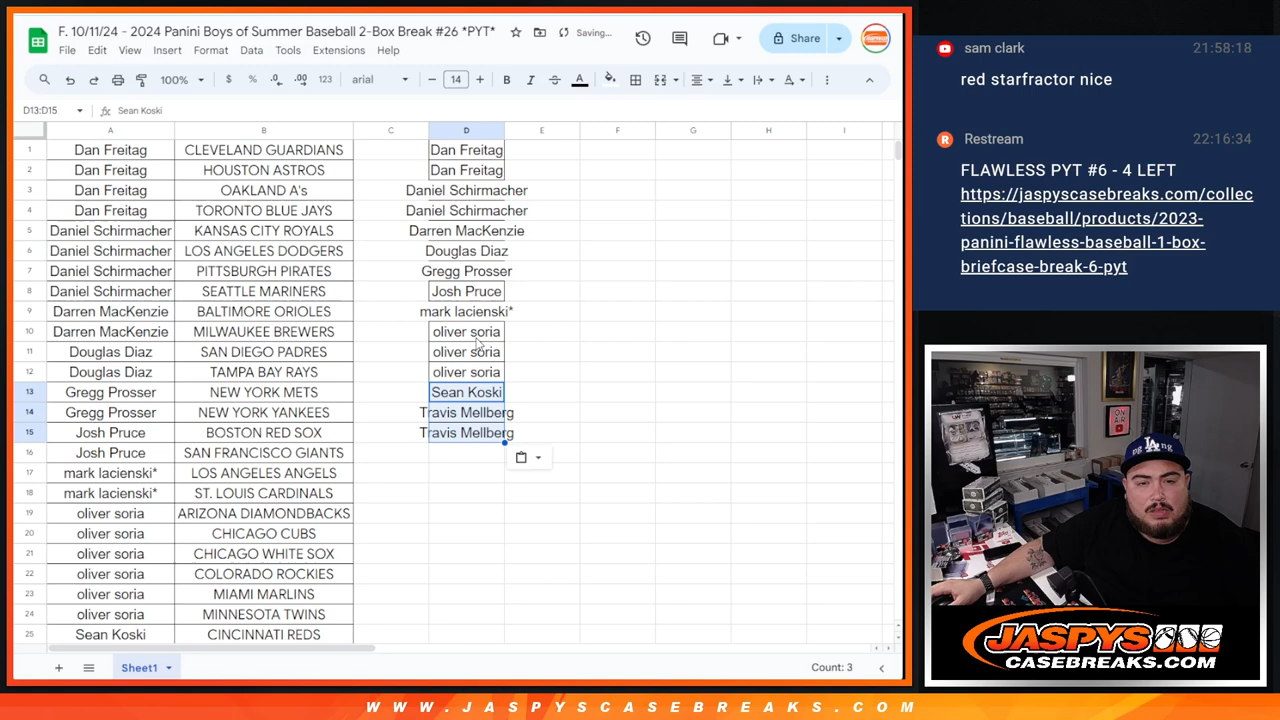 F. 10/11/24 - 2024 Panini Boys of Summer Baseball 2-Box Break #26 *PYT*
Saving...
File Edit View Insert Format Data Tools Extensions Help
Share
100% $ % .0 .00 123 arial 14 B I A
D13:D15 fx Sean Koski
A B C D E F G H I
1 Dan Freitag CLEVELAND GUARDIANS Dan Freitag
2 Dan Freitag HOUSTON ASTROS Dan Freitag
3 Dan Freitag OAKLAND A's Daniel Schirmacher
4 Dan Freitag TORONTO BLUE JAYS Daniel Schirmacher
5 Daniel Schirmacher KANSAS CITY ROYALS Darren MacKenzie
6 Daniel Schirmacher LOS ANGELES DODGERS Douglas Diaz
7 Daniel Schirmacher PITTSBURGH PIRATES Gregg Prosser
8 Daniel Schirmacher SEATTLE MARINERS Josh Pruce
9 Darren MacKenzie BALTIMORE ORIOLES mark lacienski*
10 Darren MacKenzie MILWAUKEE BREWERS oliver soria
11 Douglas Diaz SAN DIEGO PADRES oliver soria
12 Douglas Diaz TAMPA BAY RAYS oliver soria
13 Gregg Prosser NEW YORK METS Sean Koski
14 Gregg Prosser NEW YORK YANKEES Travis Mellberg
15 Josh Pruce BOSTON RED SOX Travis Mellberg
16 Josh Pruce SAN FRANCISCO GIANTS
17 mark lacienski* LOS ANGELES ANGELS
18 mark lacienski* ST. LOUIS CARDINALS
19 oliver soria ARIZONA DIAMONDBACKS
20 oliver soria CHICAGO CUBS
21 oliver soria CHICAGO WHITE SOX
22 oliver soria COLORADO ROCKIES
23 oliver soria MIAMI MARLINS
24 oliver soria MINNESOTA TWINS
25 Sean Koski CINCINNATI REDS
Sheet1
Count: 3
sam clark 21:58:18
red starfractor nice
Restream 22:16:34
FLAWLESS PYT #6 - 4 LEFT
https://jaspyscasebreaks.com/collec
tions/baseball/products/2023-
panini-flawless-baseball-1-box-
briefcase-break-6-pyt
ON AIR
LA
JASPYS
CASEBREAKS.COM
WWW.JASPYSCASEBREAKS.COM